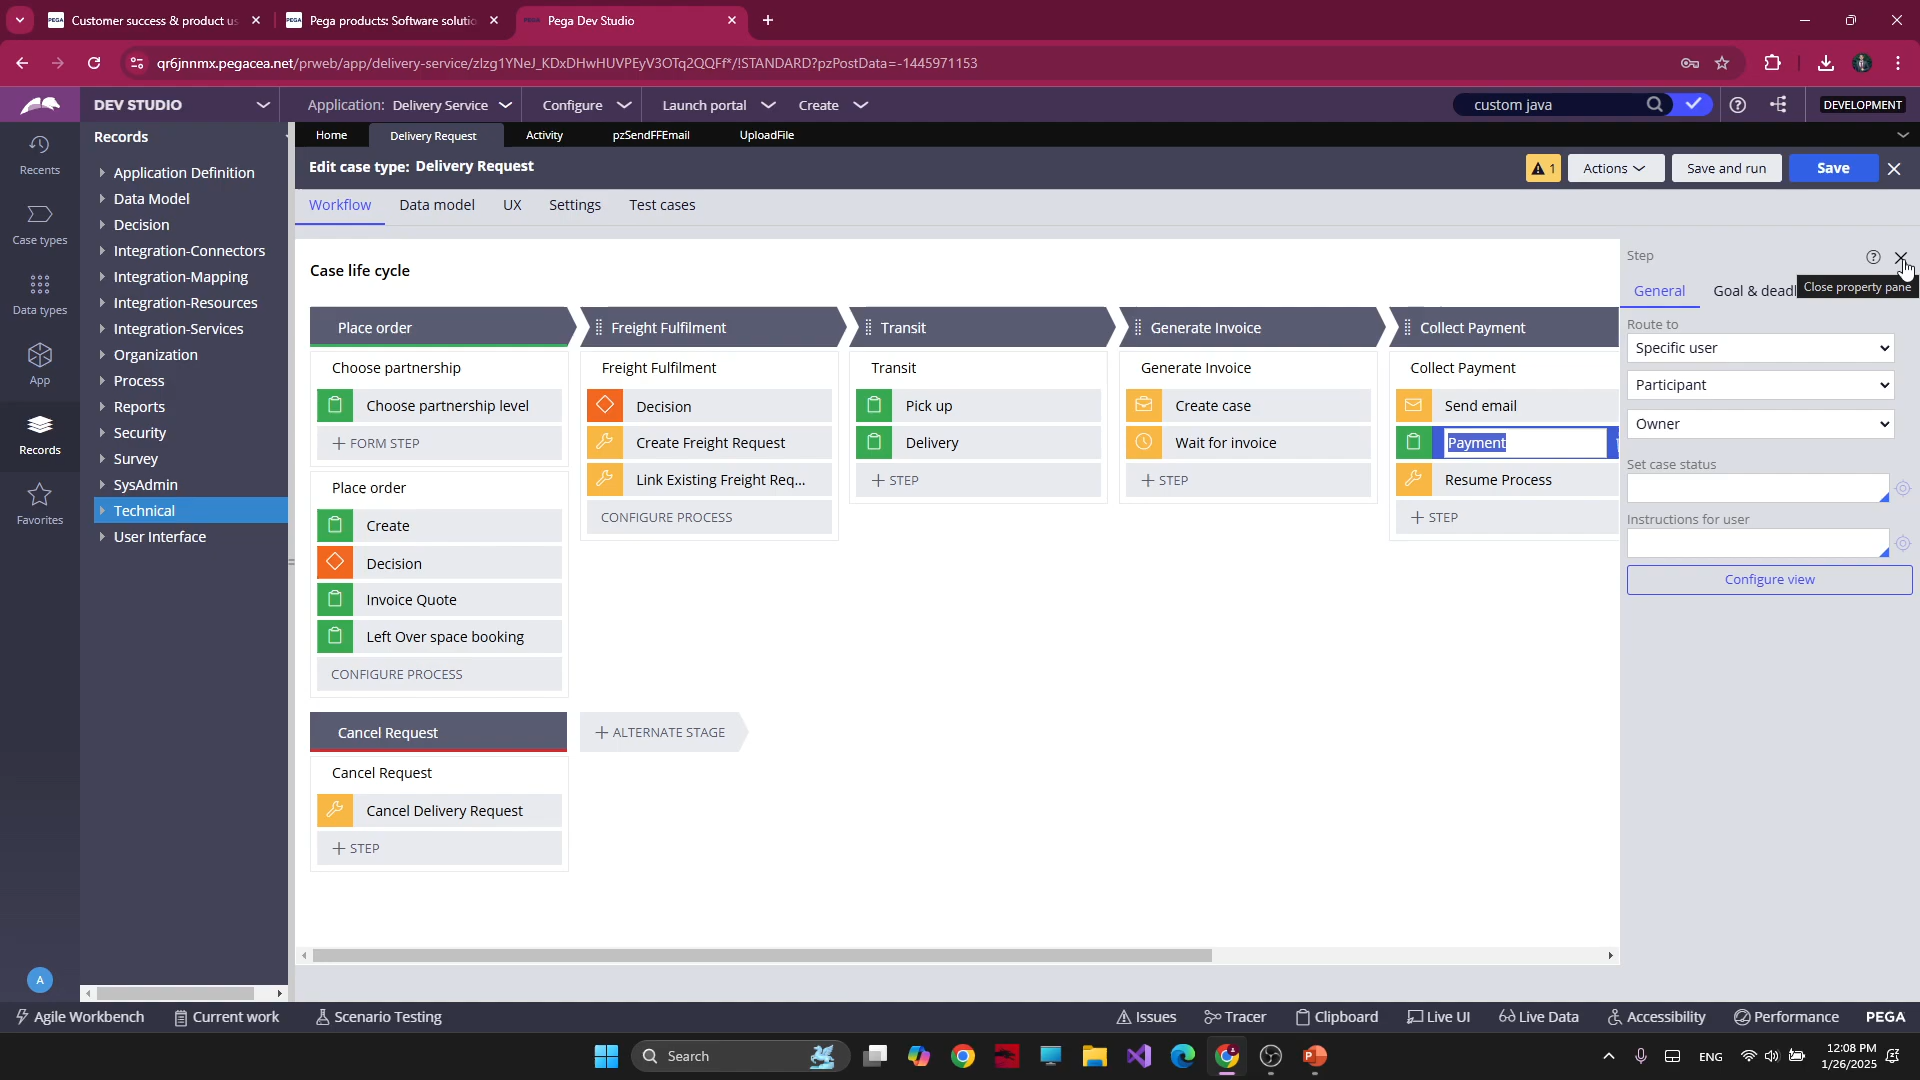 PEGA Customer success & product us
PEGA Pega products: Software solutio
PEGA Pega Dev Studio
qr6jnnmx.pegacea.net/prweb/app/delivery-service/zIzg1YNeJ_KDxDHwHUVPEyV3OTq2QQFf*/!STANDARD?pzPostData=-1445971153
DEV STUDIO
Application: Delivery Service
Configure
Launch portal
Create
custom java
DEVELOPMENT
Recents
Case types
Data types
App
Records
Favorites
A
Records
Application Definition
Data Model
Decision
Integration-Connectors
Integration-Mapping
Integration-Resources
Integration-Services
Organization
Process
Reports
Security
Survey
SysAdmin
Technical
User Interface
Home
Delivery Request
Activity
pzSendFFEmail
UploadFile
Edit case type: Delivery Request
1
Actions
Save and run
Save
Workflow
Data model
UX
Settings
Test cases
Case life cycle
Place order
Choose partnership
Choose partnership level
+ FORM STEP
Place order
Create
Decision
Invoice Quote
Left Over space booking
CONFIGURE PROCESS
Freight Fulfilment
Freight Fulfilment
Decision
Create Freight Request
Link Existing Freight Req...
CONFIGURE PROCESS
Transit
Transit
Pick up
Delivery
+ STEP
Generate Invoice
Generate Invoice
Create case
Wait for invoice
+ STEP
Collect Payment
Collect Payment
Send email
Payment
Resume Process
+ STEP
Cancel Request
+ ALTERNATE STAGE
Cancel Request
Cancel Delivery Request
+ STEP
Step
Close property pane
General
Goal & deadl
Route to
Specific user
Participant
Owner
Set case status
Instructions for user
Configure view
Agile Workbench
Current work
Scenario Testing
Issues
Tracer
Clipboard
Live UI
Live Data
Accessibility
Performance
PEGA
Search
ENG
12:08 PM
1/26/2025